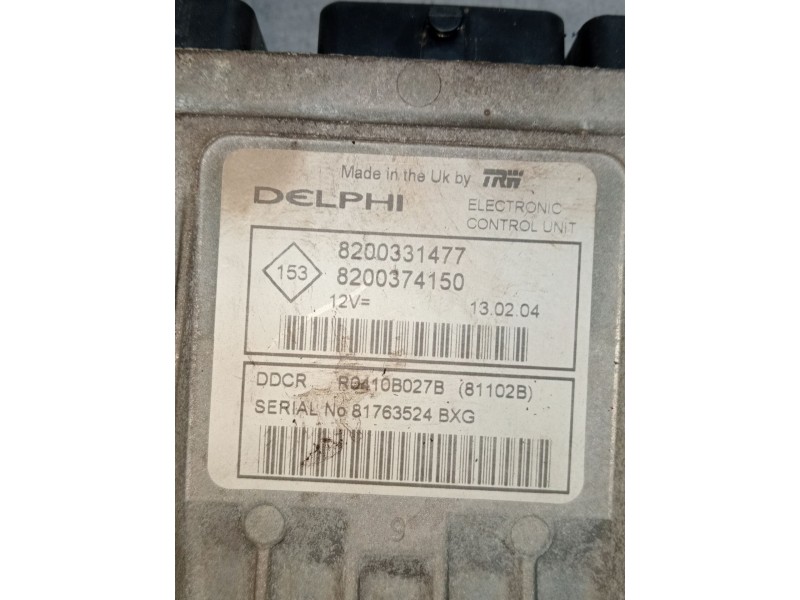 Made in the Uk by TRW
DELPHI
ELECTRONIC
CONTROL UNIT
153
8200331477
8200374150
12V=
13.02.04
DDCR R0410B027B (81102B)
SERIAL No 81763524 BXG
9